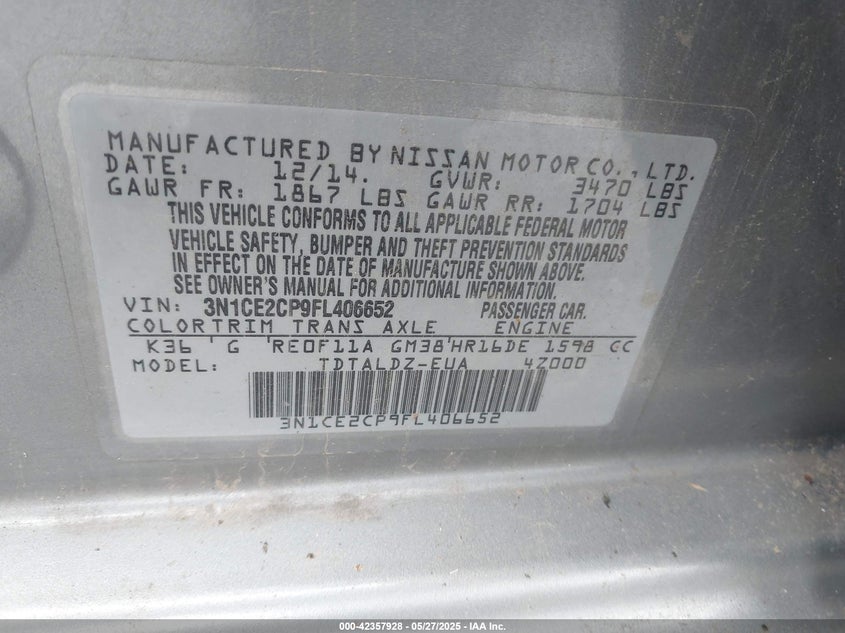 MANUFACTURED BY NISSAN MOTOR CO., LTD.
DATE: 12/14. GVWR: 3470 LBS
GAWR FR: 1867 LBS GAWR RR: 1704 LBS
THIS VEHICLE CONFORMS TO ALL APPLICABLE FEDERAL MOTOR
VEHICLE SAFETY, BUMPER AND THEFT PREVENTION STANDARDS
IN EFFECT ON THE DATE OF MANUFACTURE SHOWN ABOVE.
SEE OWNER'S MANUAL FOR ADDITIONAL INFORMATION.
VIN: 3N1CE2CP9FL406652 PASSENGER CAR.
COLORTRIM TRANS AXLE ENGINE
K36 ' G 'RE0F11A GM38'HR16DE 1598 CC
MODEL: TDTALDZ-EUA 4Z000
3N1CE2CP9FL406652
000-42357928 - 05/27/2025 - IAA Inc.